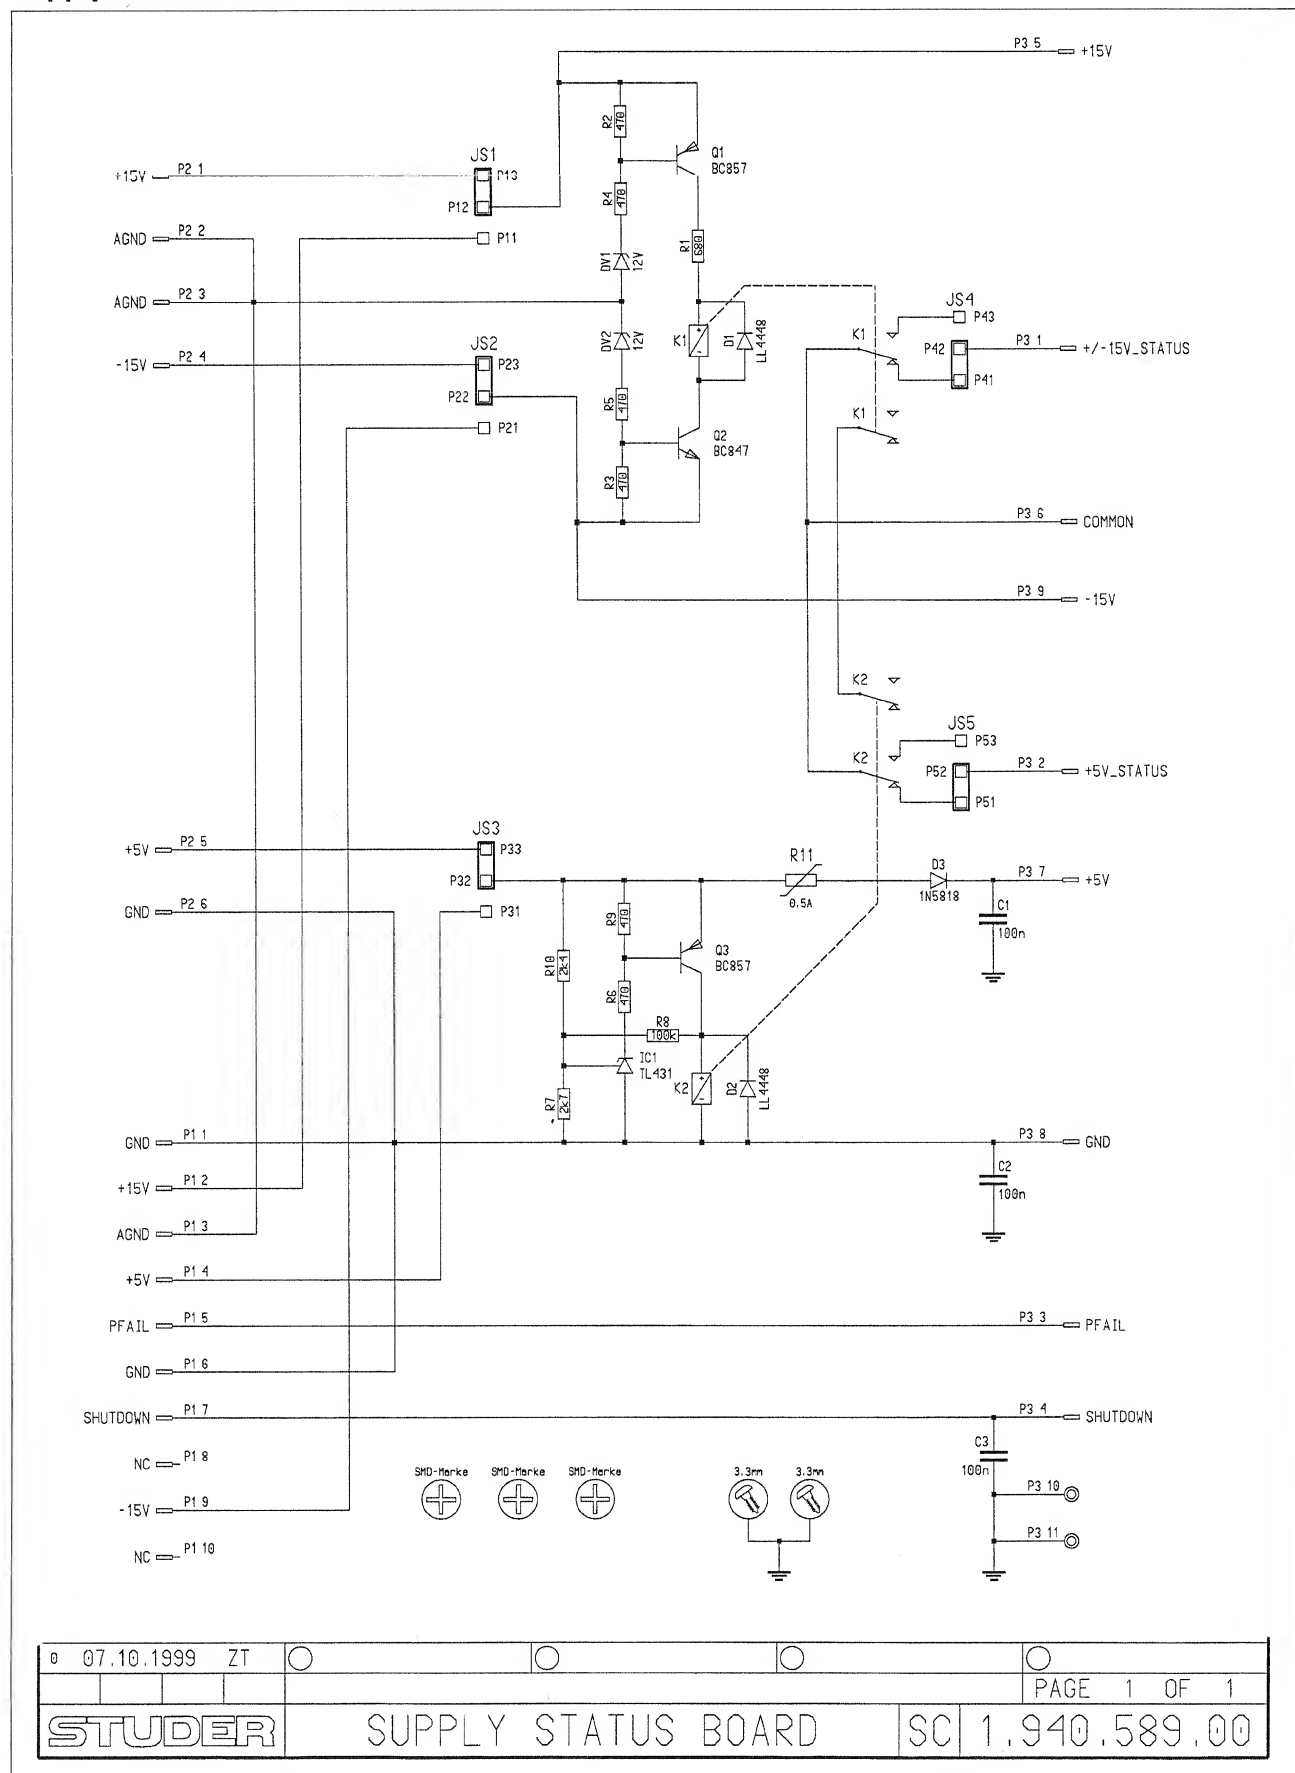 P3 5 +15V
R2 470
Q1
BC857
JS1
+15V P2 1 P13
R4 470
P12
AGND P2 2 P11
R1 680
DV1 12V
AGND P2 3
JS4
P43
K1
DV2 12V
K1 D1 LL4448
JS2
-15V P2 4 P23
P42 P3 1 +/-15V_STATUS
P22 P41
R5 470
K1
P21
Q2
BC847
R3 470
P3 6 COMMON
P3 9 -15V
K2
JS5
P53
K2
P52 P3 2 +5V_STATUS
P51
JS3
+5V P2 5 P33
R11
0.5A
D3
1N5818
P32 P3 7 +5V
GND P2 6 P31
R9 470
C1
100n
Q3
BC857
R10 2k4
R6 470
R8
100k
IC1
TL431
K2 D2 LL4448
R7 2k7
GND P1 1 P3 8 GND
C2
100n
+15V P1 2
AGND P1 3
+5V P1 4
PFAIL P1 5 P3 3 PFAIL
GND P1 6
SHUTDOWN P1 7 P3 4 SHUTDOWN
C3
100n
NC P1 8
SMD-Marke SMD-Marke SMD-Marke 3.3mm 3.3mm
P3 10
-15V P1 9
P3 11
NC P1 10
0 07.10.1999 ZT
PAGE 1 OF 1
STUDER SUPPLY STATUS BOARD SC 1.940.589.00